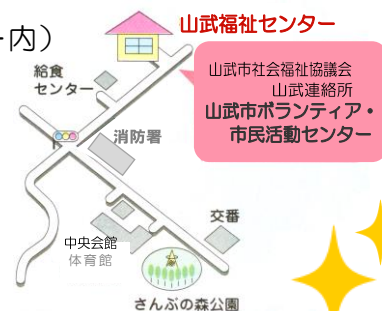 ー内）
山武福祉センター
山武市社会福祉協議会
山武連絡所
山武市ボランティア・
市民活動センター
給食
センター
消防署
交番
中央会館
体育館
さんぶの森公園